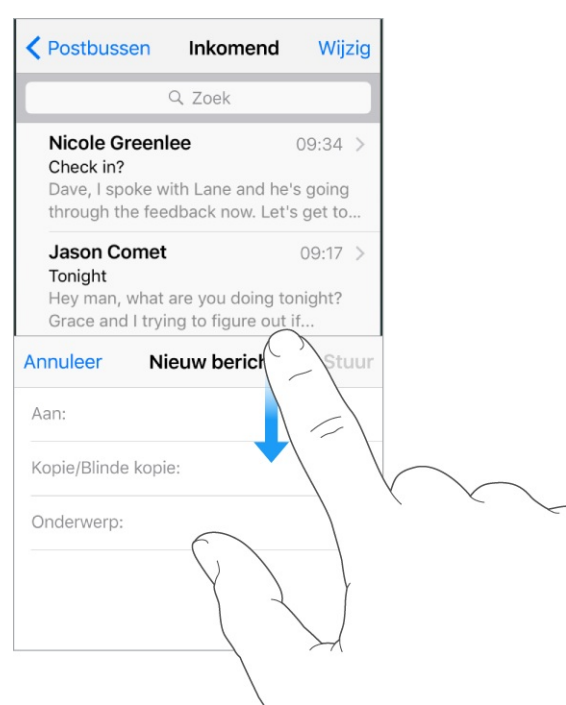 Postbussen Inkomend Wijzig
Zoek
Nicole Greenlee 09:34
Check in?
Dave, I spoke with Lane and he's going
through the feedback now. Let's get to...
Jason Comet 09:17
Tonight
Hey man, what are you doing tonight?
Grace and I trying to figure out if...
Annuleer Nieuw berich Stuur
Aan:
Kopie/Blinde kopie:
Onderwerp: